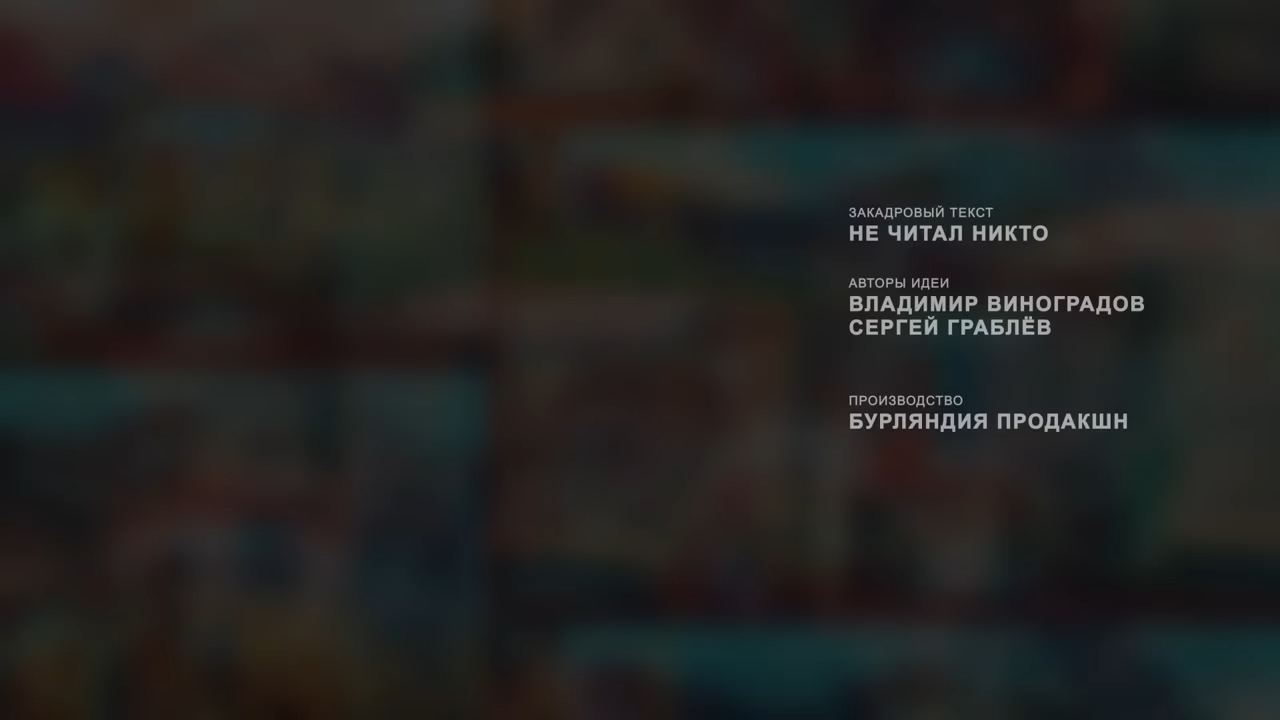 ЗАКАДРОВЫЙ ТЕКСТ
НЕ ЧИТАЛ НИКТО
АВТОРЫ ИДЕИ
ВЛАДИМИР ВИНОГРАДОВ
СЕРГЕЙ ГРАБЛЁВ
ПРОИЗВОДСТВО
БУРЛЯНДИЯ ПРОДАКШН